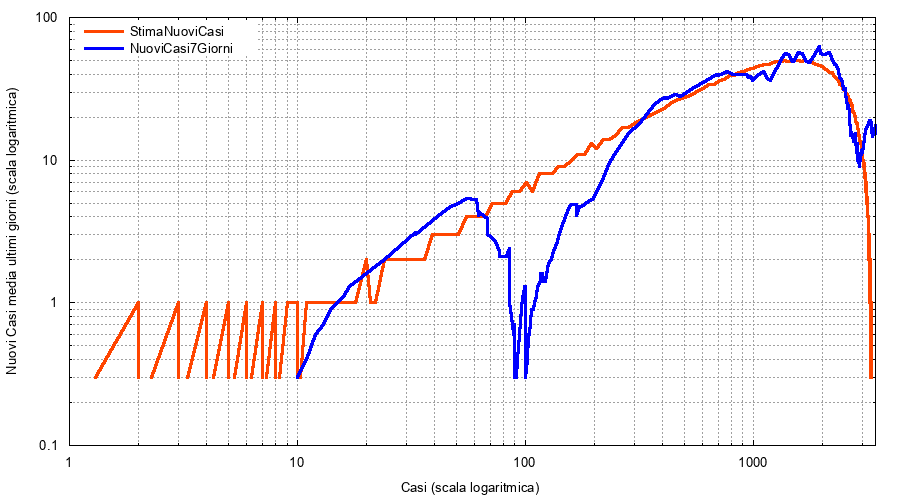 StimaNuoviCasi
NuoviCasi7Giorni
Nuovi Casi media ultimi giorni (scala logaritmica)
100
10
1
0.1
1
10
100
1000
Casi (scala logaritmica)